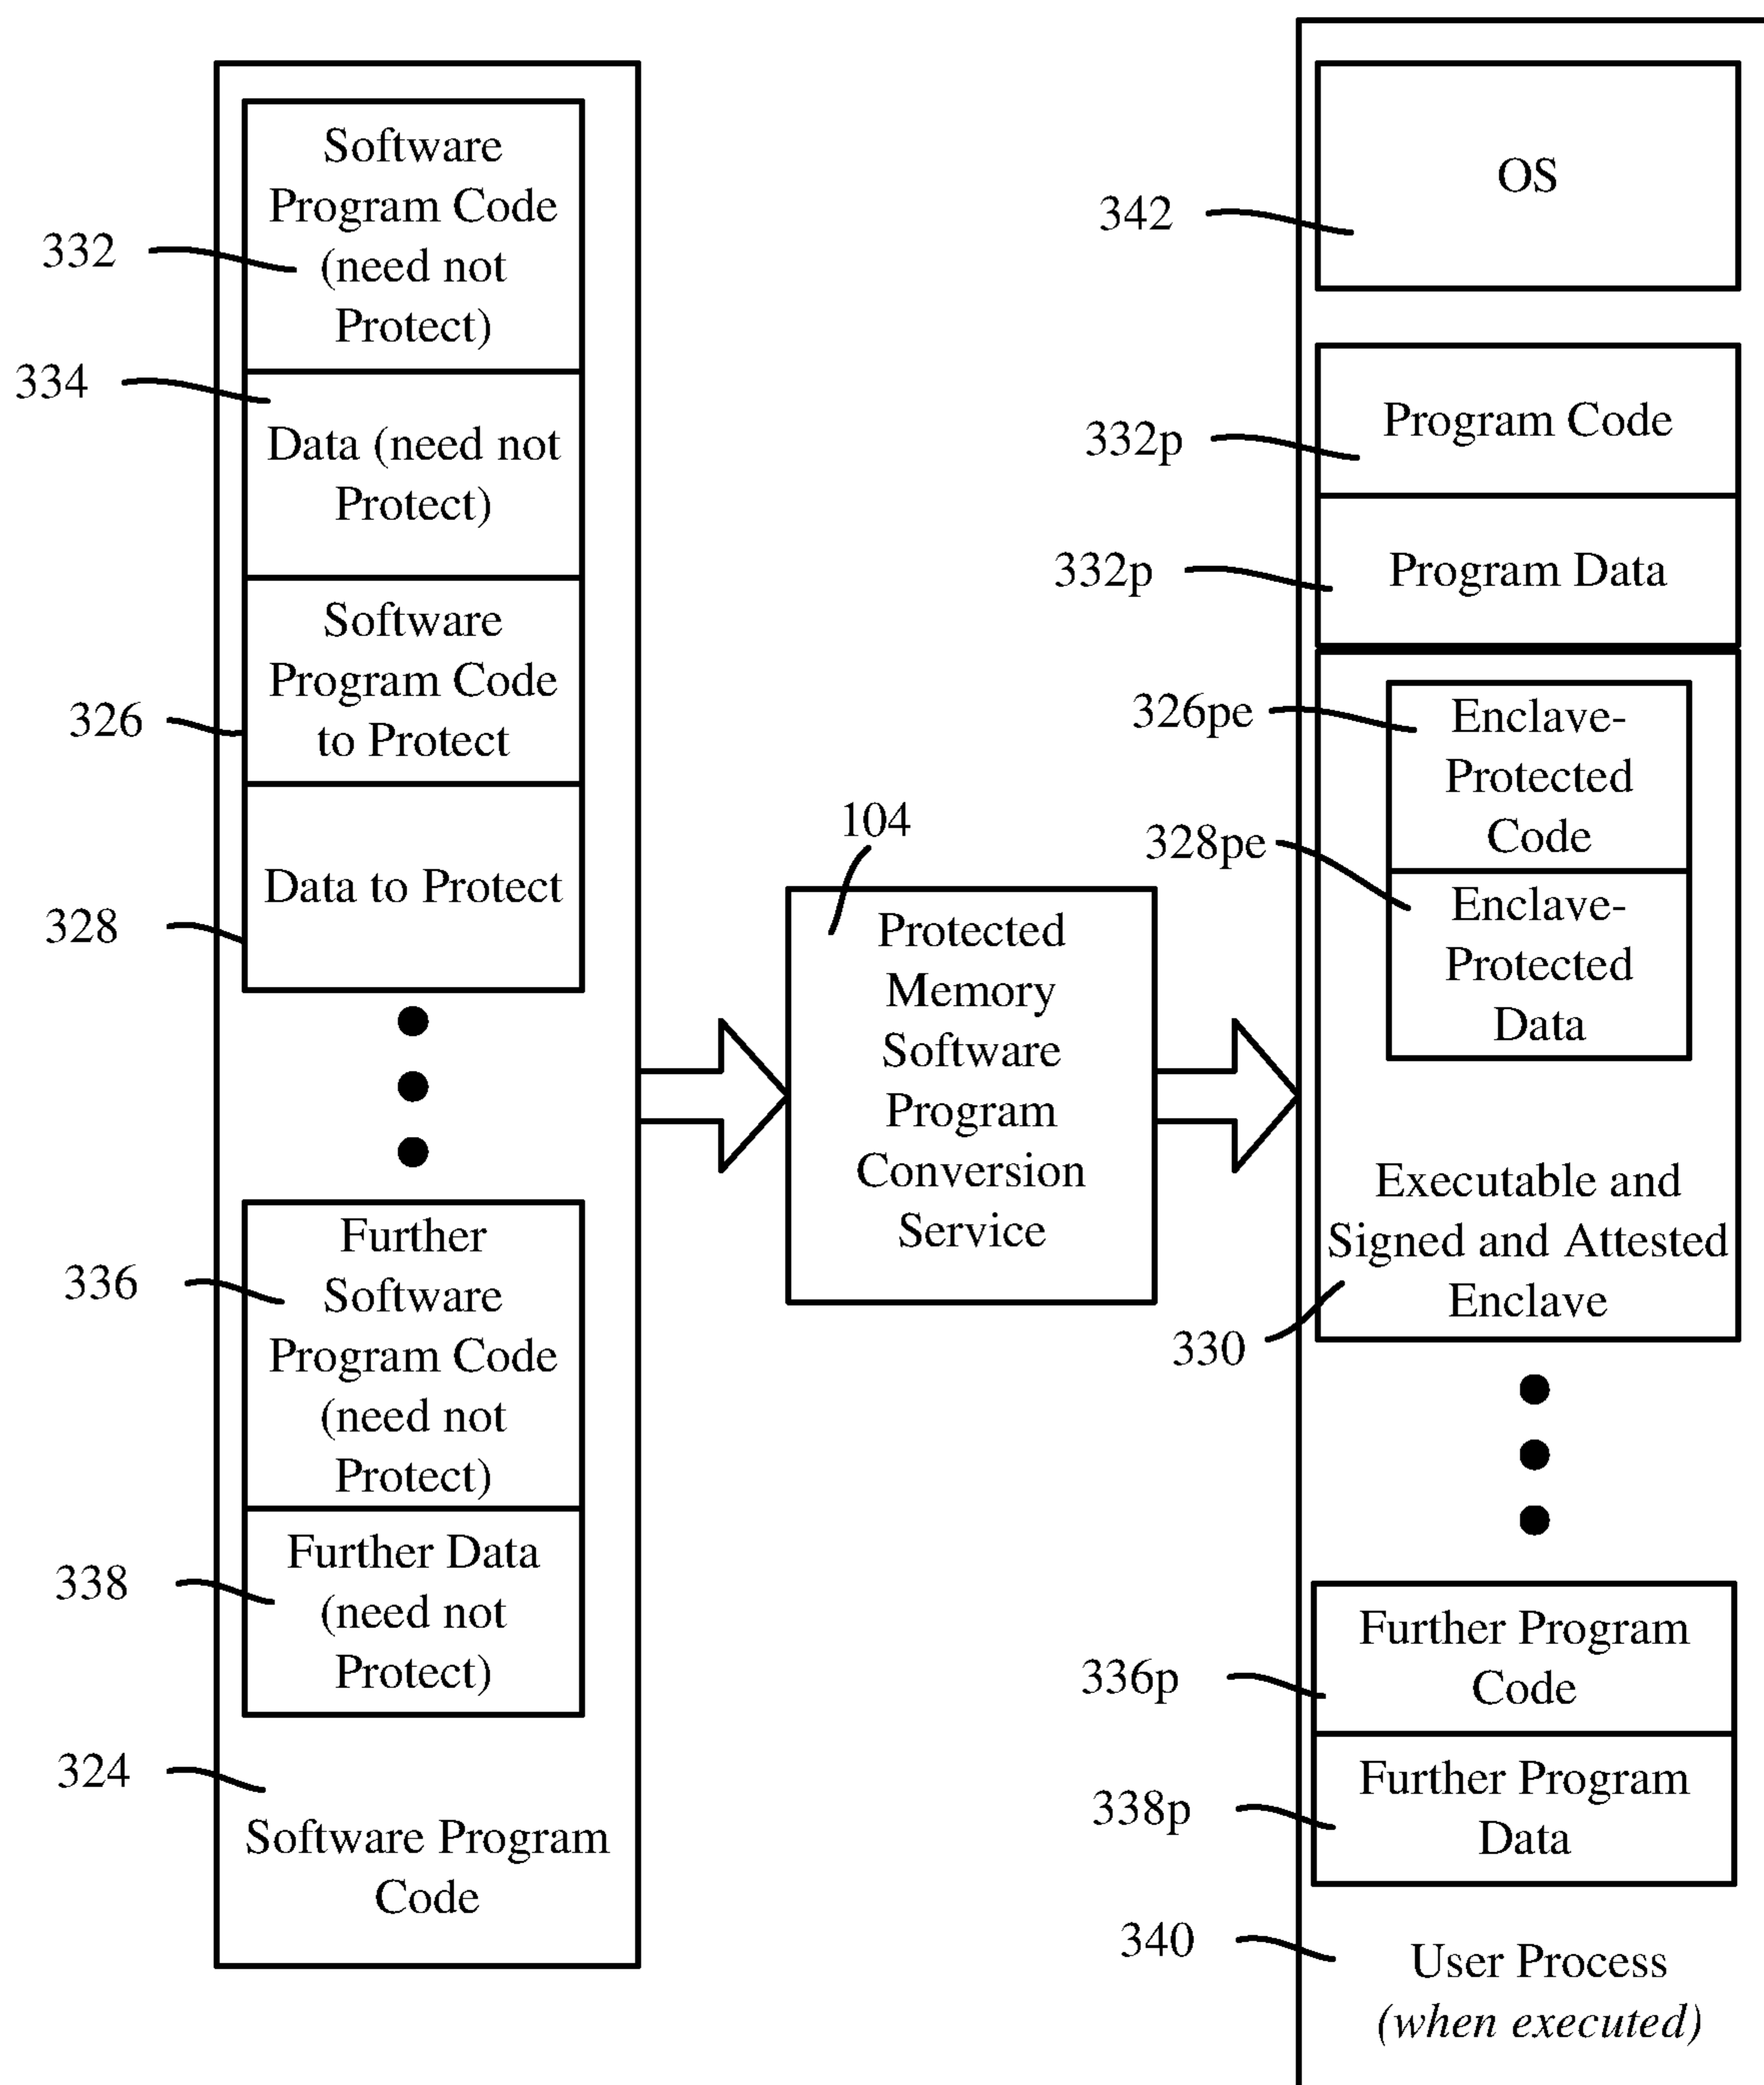 Software
Program Code
(need not
Protect)
332
334
Data (need not
Protect)
Software
Program Code
to Protect
326
Data to Protect
328
Further
Software
Program Code
(need not
Protect)
336
Further Data
(need not
Protect)
338
324
Software Program
Code
104
Protected
Memory
Software
Program
Conversion
Service
OS
342
Program Code
332p
Program Data
332p
326pe
Enclave-
Protected
Code
328pe
Enclave-
Protected
Data
Executable and
Signed and Attested
Enclave
330
Further Program
Code
336p
Further Program
Data
338p
340
User Process
(when executed)